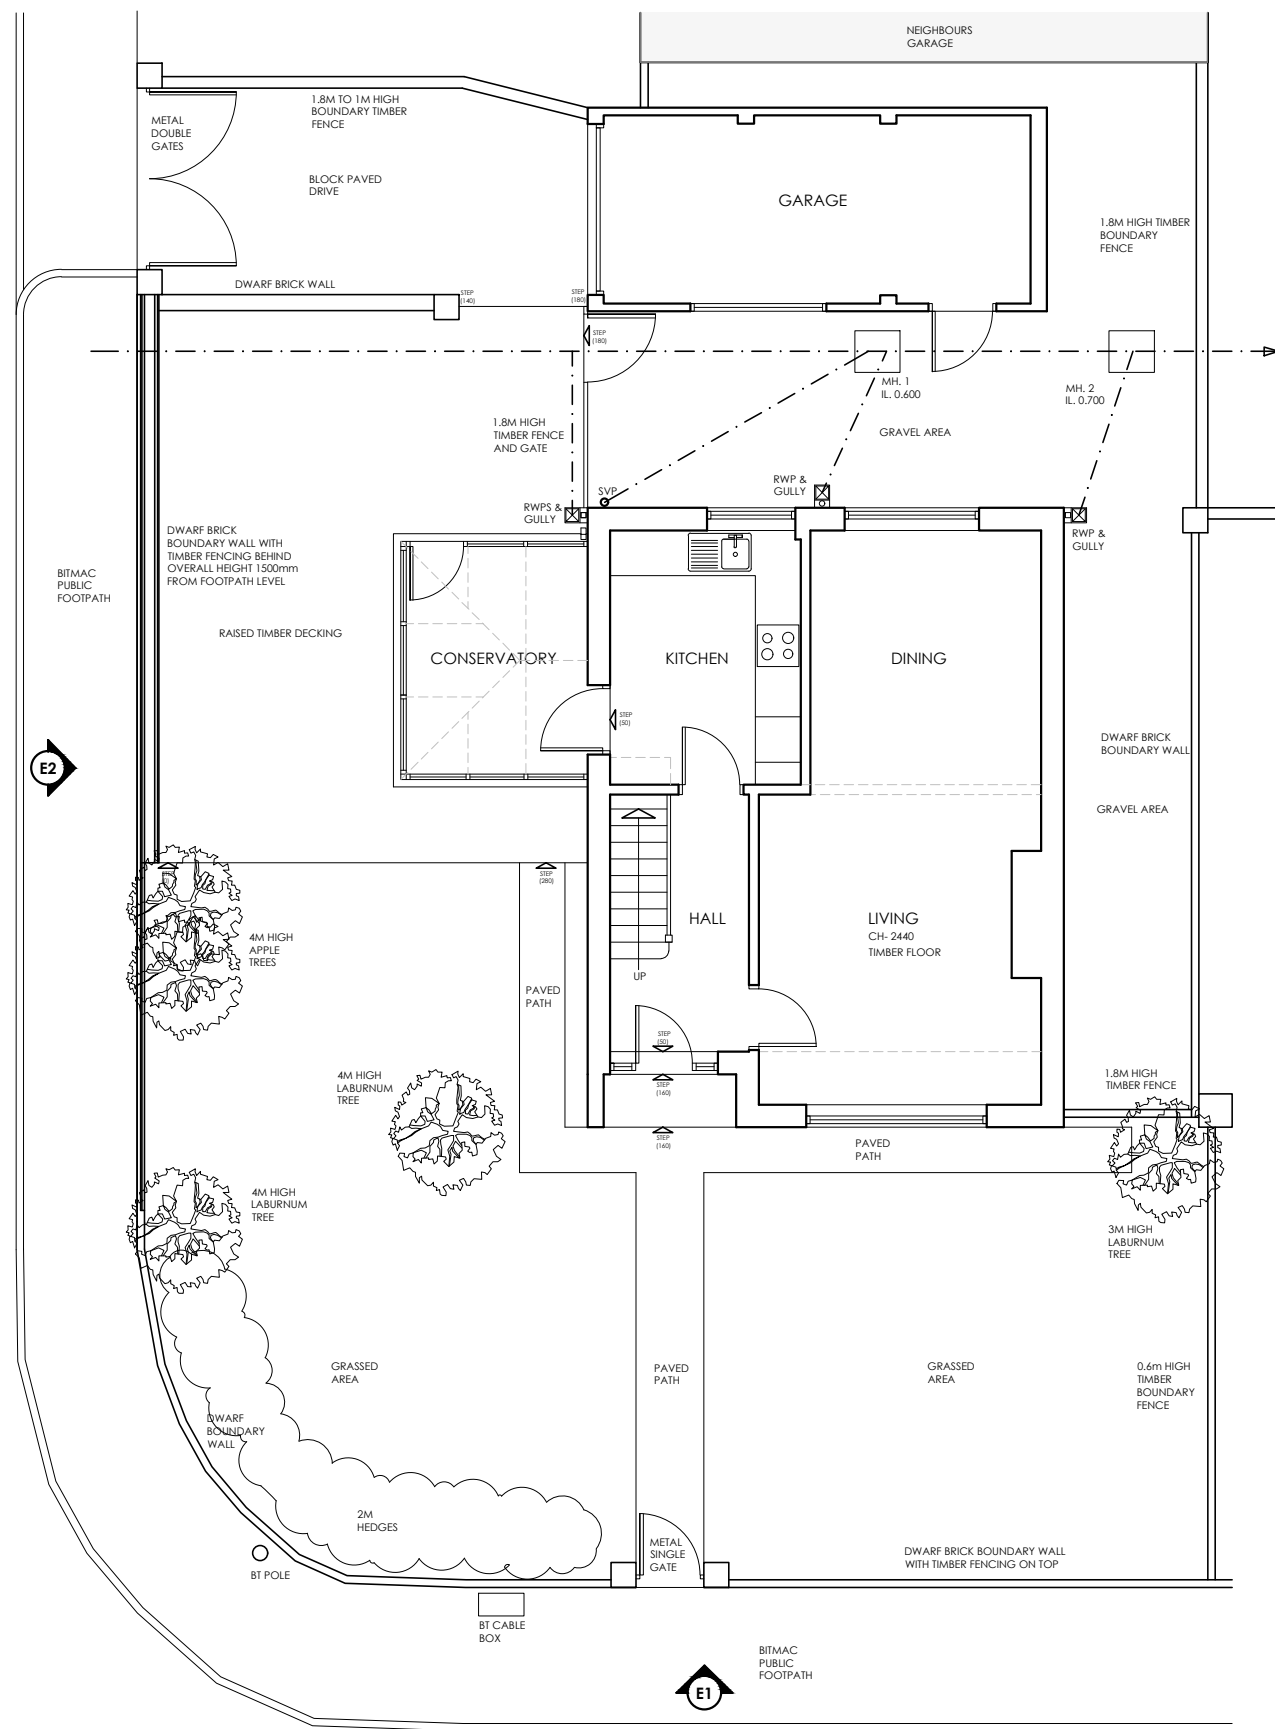 NEIGHBOURS
GARAGE
1.8M TO 1M HIGH
BOUNDARY TIMBER
FENCE
METAL
DOUBLE
GATES
BLOCK PAVED
DRIVE
GARAGE
1.8M HIGH TIMBER
BOUNDARY
FENCE
DWARF BRICK WALL
STEP
(140)
STEP
(180)
STEP
(180)
MH. 1
IL. 0.600
MH. 2
IL. 0.700
1.8M HIGH
TIMBER FENCE
AND GATE
GRAVEL AREA
SVP
RWP &
GULLY
RWPS &
GULLY
RWP &
GULLY
DWARF BRICK
BOUNDARY WALL WITH
TIMBER FENCING BEHIND
OVERALL HEIGHT 1500mm
FROM FOOTPATH LEVEL
BITMAC
PUBLIC
FOOTPATH
RAISED TIMBER DECKING
CONSERVATORY
KITCHEN
DINING
STEP
(50)
DWARF BRICK
BOUNDARY WALL
E2
GRAVEL AREA
STEP
STEP
(280)
HALL
LIVING
CH- 2440
TIMBER FLOOR
4M HIGH
APPLE
TREES
UP
PAVED
PATH
STEP
(50)
4M HIGH
LABURNUM
TREE
STEP
(160)
1.8M HIGH
TIMBER FENCE
STEP
(160)
PAVED
PATH
4M HIGH
LABURNUM
TREE
3M HIGH
LABURNUM
TREE
GRASSED
AREA
PAVED
PATH
GRASSED
AREA
0.6m HIGH
TIMBER
BOUNDARY
FENCE
DWARF
BOUNDARY
WALL
2M
HEDGES
METAL
SINGLE
GATE
DWARF BRICK BOUNDARY WALL
WITH TIMBER FENCING ON TOP
BT POLE
BT CABLE
BOX
BITMAC
PUBLIC
FOOTPATH
E1